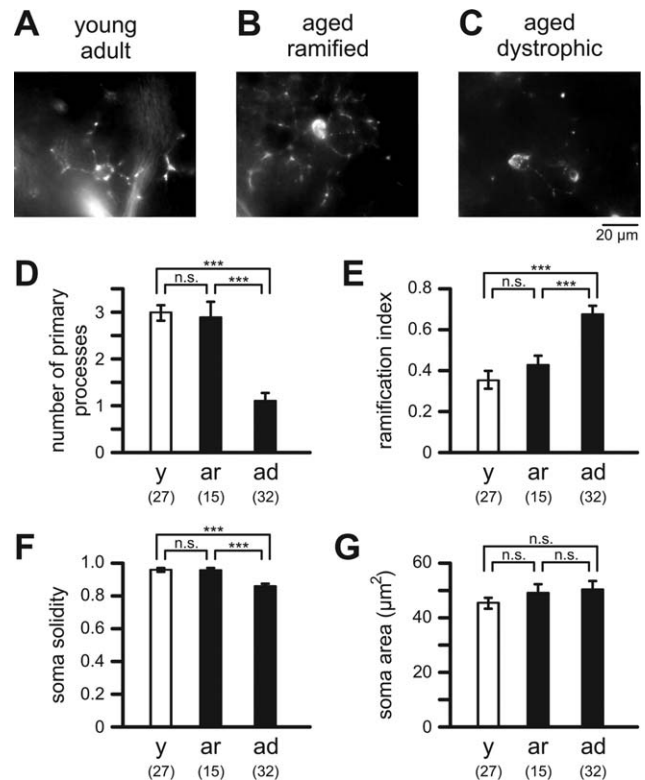 A young adult
B aged ramified
C aged dystrophic
20 µm
D
number of primary processes
3
2
1
0
*** 
n.s. ***
y ar ad
(27) (15) (32)
E
ramification index
0.8
0.6
0.4
0.2
0
***
n.s. ***
y ar ad
(27) (15) (32)
F
soma solidity
1.0
0.8
0.6
0.4
0.2
0
***
n.s. ***
y ar ad
(27) (15) (32)
G
soma area (µm²)
60
40
20
0
n.s.
n.s. n.s.
y ar ad
(27) (15) (32)